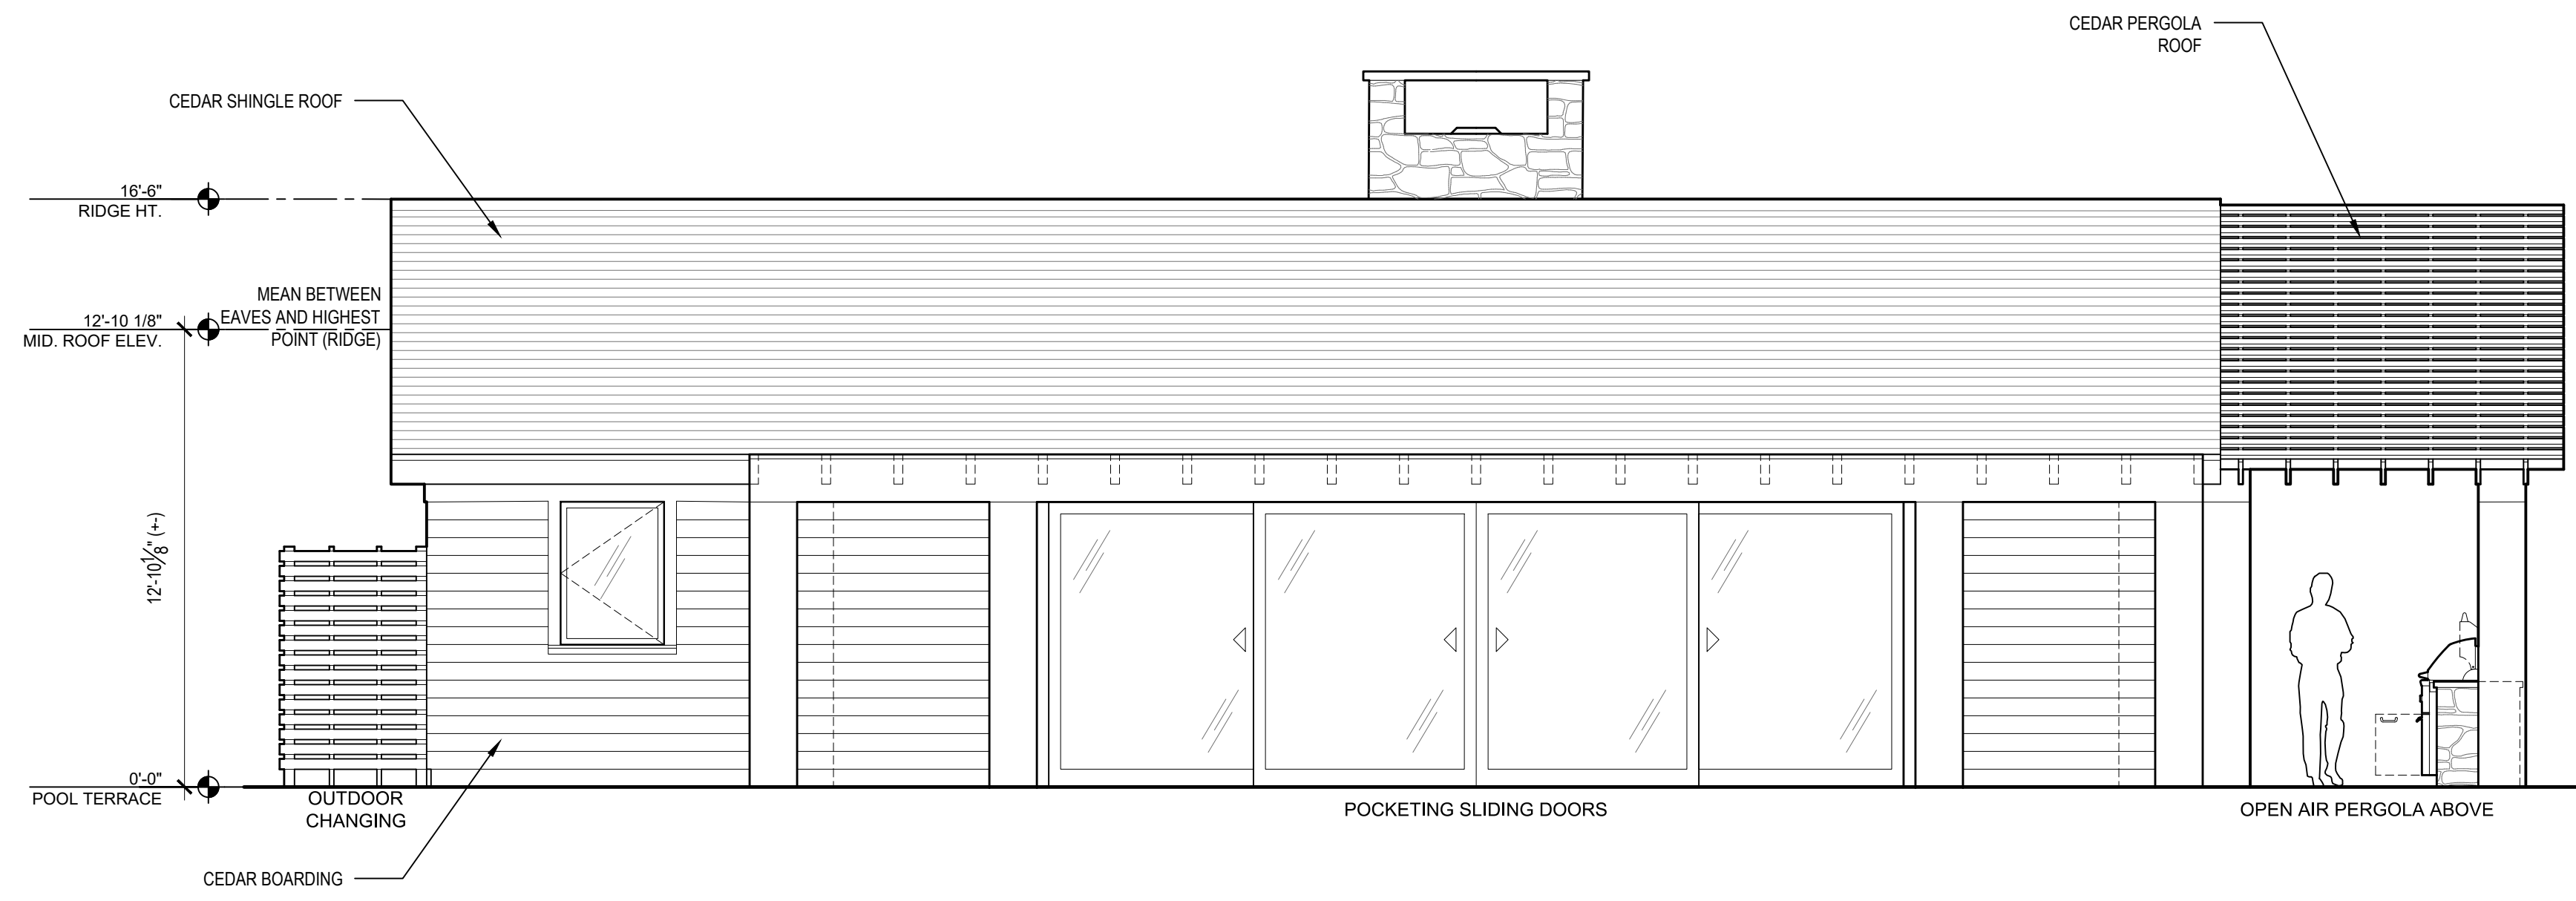 CEDAR PERGOLA
ROOF
CEDAR SHINGLE ROOF
16'-6"
RIDGE HT.
MEAN BETWEEN
EAVES AND HIGHEST
POINT (RIDGE)
12'-10 1/8"
MID. ROOF ELEV.
12'-10 1/8" (+-)
0'-0"
POOL TERRACE
OUTDOOR
CHANGING
POCKETING SLIDING DOORS
OPEN AIR PERGOLA ABOVE
CEDAR BOARDING